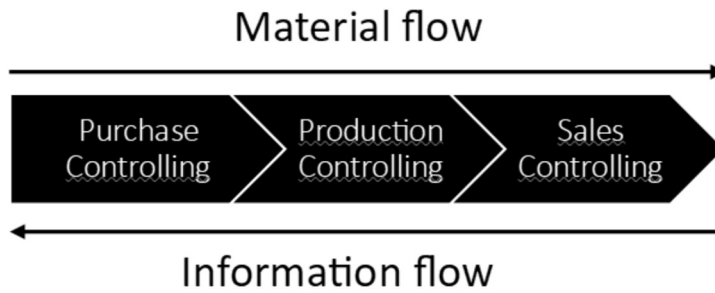 Material flow
Purchase
Controlling
Production
Controlling
Sales
Controlling
Information flow